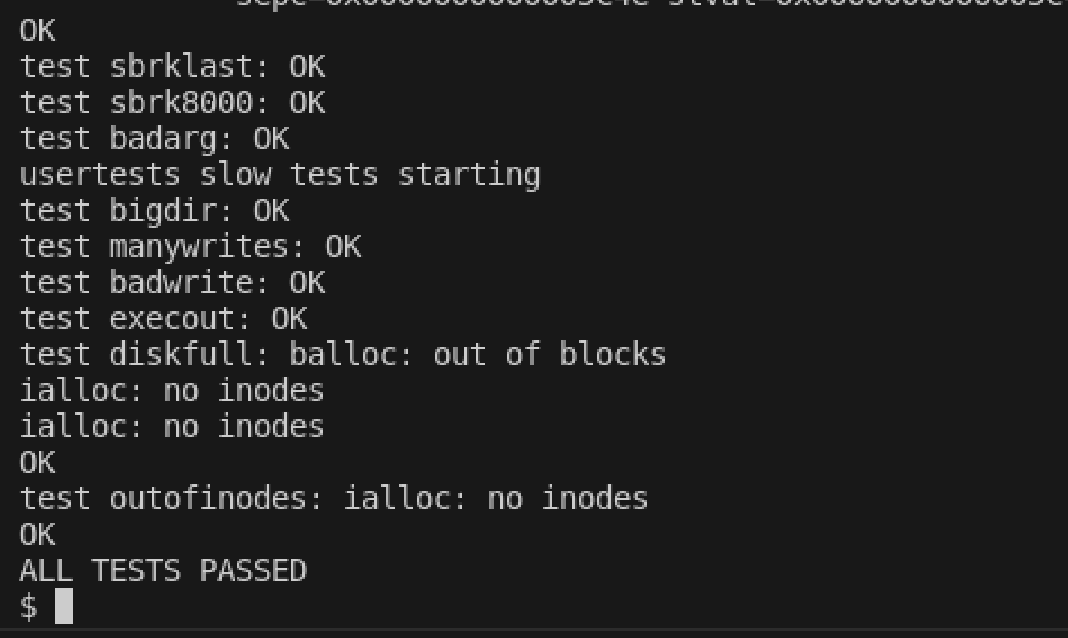 OK
test sbrklast: OK
test sbrk8000: OK
test badarg: OK
usertests slow tests starting
test bigdir: OK
test manywrites: OK
test badwrite: OK
test execout: OK
test diskfull: balloc: out of blocks
ialloc: no inodes
ialloc: no inodes
OK
test outofinodes: ialloc: no inodes
OK
ALL TESTS PASSED
$